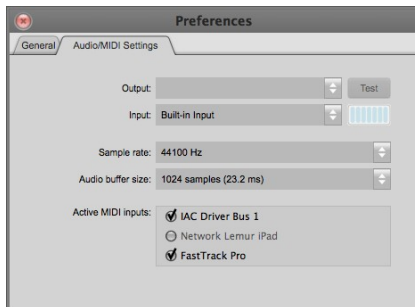 Preferences
General
Audio/MIDI Settings
Output:
Test
Input: Built-in Input
Sample rate: 44100 Hz
Audio buffer size: 1024 samples (23.2 ms)
Active MIDI inputs:
IAC Driver Bus 1
Network Lemur iPad
FastTrack Pro